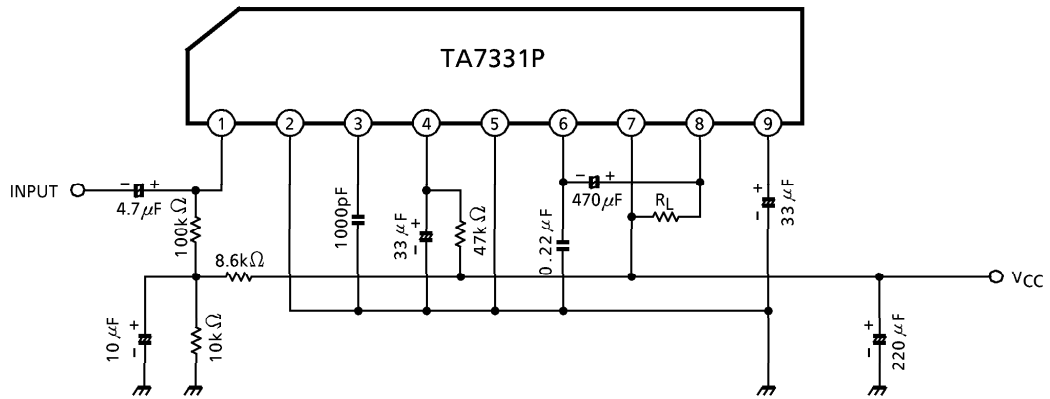 TA7331P
1 2 3 4 5 6 7 8 9
INPUT
- +
4.7µF
100kΩ
8.6kΩ
10µF
+
-
10kΩ
1000pF
33µF
+
-
47kΩ
0.22µF
- +
470µF
RL
+
-
33µF
VCC
+
-
220µF